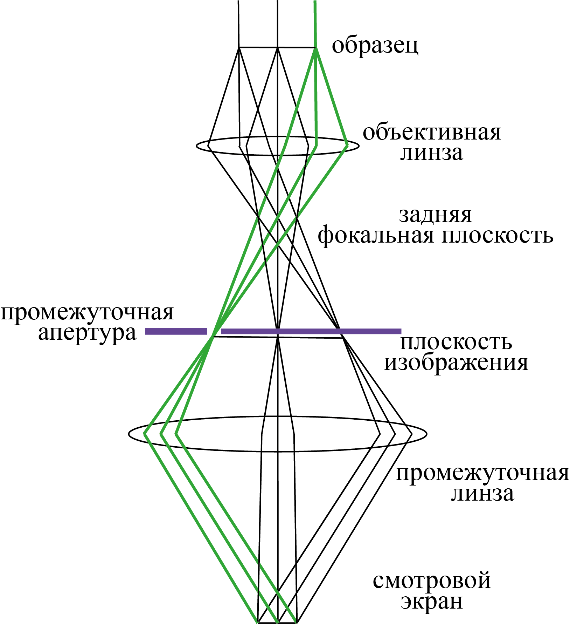 образец
объективная
линза
задняя
фокальная плоскость
промежуточная
апертура
плоскость
изображения
промежуточная
линза
смотровой
экран